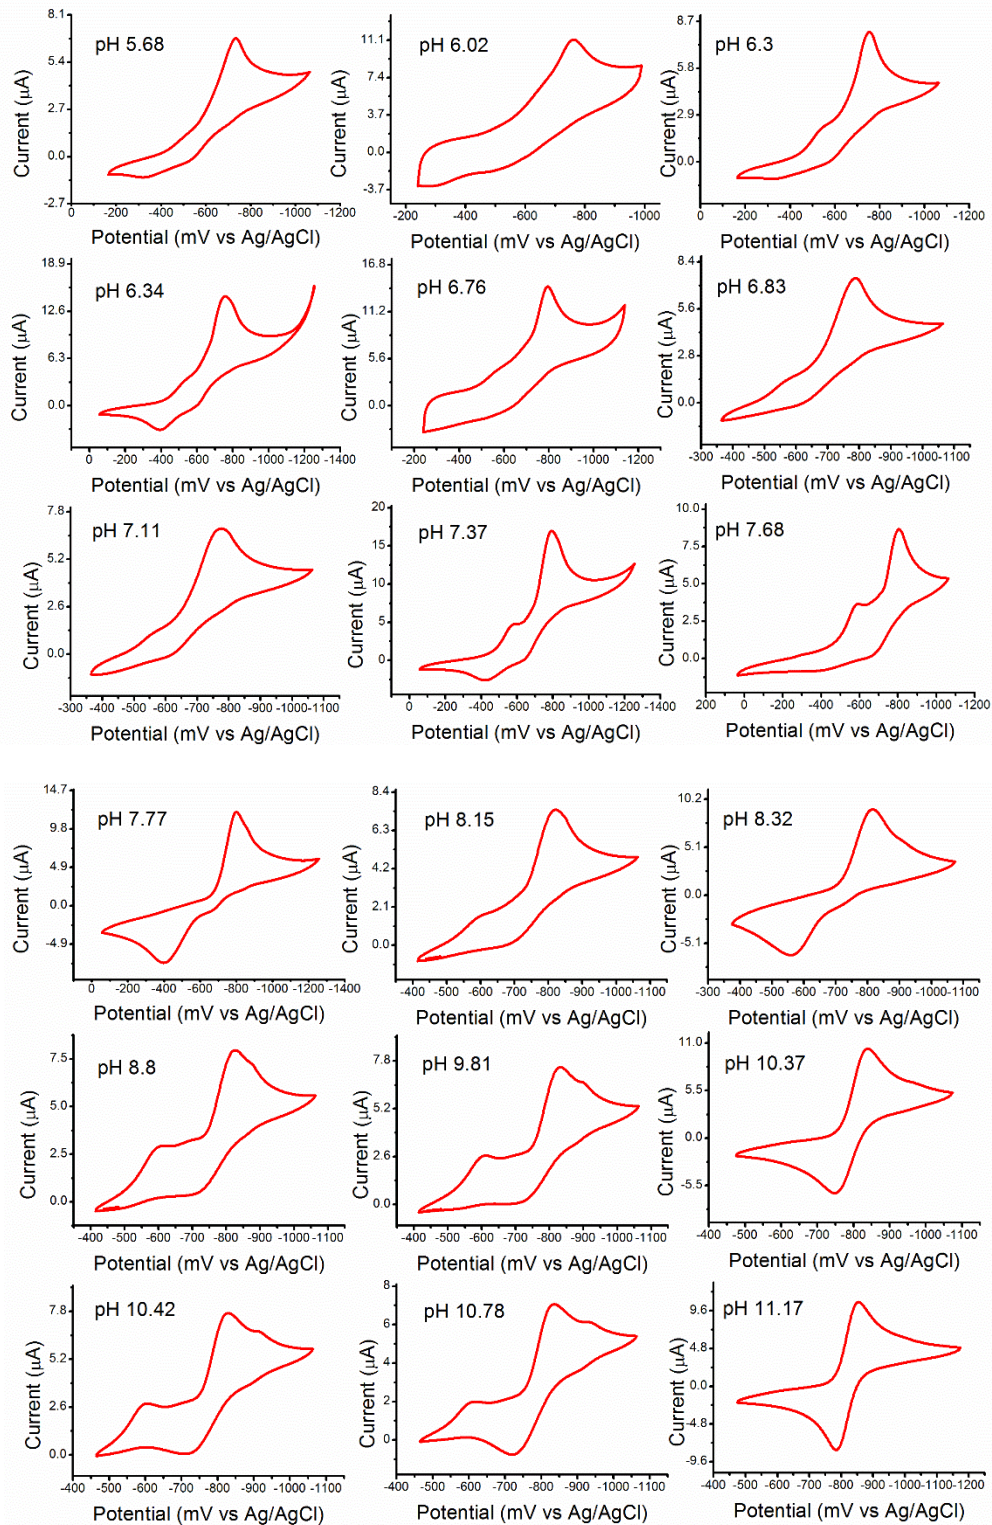 8.1
5.4
2.7
0.0
-2.7
pH 5.68
Current (μA)
0 -200 -400 -600 -800 -1000 -1200
Potential (mV vs Ag/AgCl)
11.1
7.4
3.7
0.0
-3.7
pH 6.02
Current (μA)
-200 -400 -600 -800 -1000
Potential (mV vs Ag/AgCl)
8.7
5.8
2.9
0.0
pH 6.3
Current (μA)
0 -200 -400 -600 -800 -1000 -1200
Potential (mV vs Ag/AgCl)
18.9
12.6
6.3
0.0
pH 6.34
Current (μA)
0 -200 -400 -600 -800 -1000 -1200 -1400
Potential (mV vs Ag/AgCl)
16.8
11.2
5.6
0.0
pH 6.76
Current (μA)
-200 -400 -600 -800 -1000 -1200
Potential (mV vs Ag/AgCl)
8.4
5.6
2.8
0.0
pH 6.83
Current (μA)
-300 -400 -500 -600 -700 -800 -900 -1000 -1100
Potential (mV vs Ag/AgCl)
7.8
5.2
2.6
0.0
pH 7.11
Current (μA)
-300 -400 -500 -600 -700 -800 -900 -1000 -1100
Potential (mV vs Ag/AgCl)
20
15
10
5
0
pH 7.37
Current (μA)
0 -200 -400 -600 -800 -1000 -1200 -1400
Potential (mV vs Ag/AgCl)
10.0
7.5
5.0
2.5
0.0
pH 7.68
Current (μA)
200 0 -200 -400 -600 -800 -1000 -1200
Potential (mV vs Ag/AgCl)
14.7
9.8
4.9
0.0
-4.9
pH 7.77
Current (μA)
0 -200 -400 -600 -800 -1000 -1200 -1400
Potential (mV vs Ag/AgCl)
8.4
6.3
4.2
2.1
0.0
pH 8.15
Current (μA)
-400 -500 -600 -700 -800 -900 -1000 -1100
Potential (mV vs Ag/AgCl)
10.2
5.1
0.0
-5.1
pH 8.32
Current (μA)
-300 -400 -500 -600 -700 -800 -900 -1000 -1100
Potential (mV vs Ag/AgCl)
7.5
5.0
2.5
0.0
pH 8.8
Current (μA)
-400 -500 -600 -700 -800 -900 -1000 -1100
Potential (mV vs Ag/AgCl)
7.8
5.2
2.6
0.0
pH 9.81
Current (μA)
-400 -500 -600 -700 -800 -900 -1000 -1100
Potential (mV vs Ag/AgCl)
11.0
5.5
0.0
-5.5
pH 10.37
Current (μA)
-400 -500 -600 -700 -800 -900 -1000 -1100
Potential (mV vs Ag/AgCl)
7.8
5.2
2.6
0.0
pH 10.42
Current (μA)
-400 -500 -600 -700 -800 -900 -1000 -1100
Potential (mV vs Ag/AgCl)
8
6
4
2
0
pH 10.78
Current (μA)
-400 -500 -600 -700 -800 -900 -1000 -1100
Potential (mV vs Ag/AgCl)
9.6
4.8
0.0
-4.8
-9.6
pH 11.17
Current (μA)
-400 -500 -600 -700 -800 -900 -1000 -1100 -1200
Potential (mV vs Ag/AgCl)